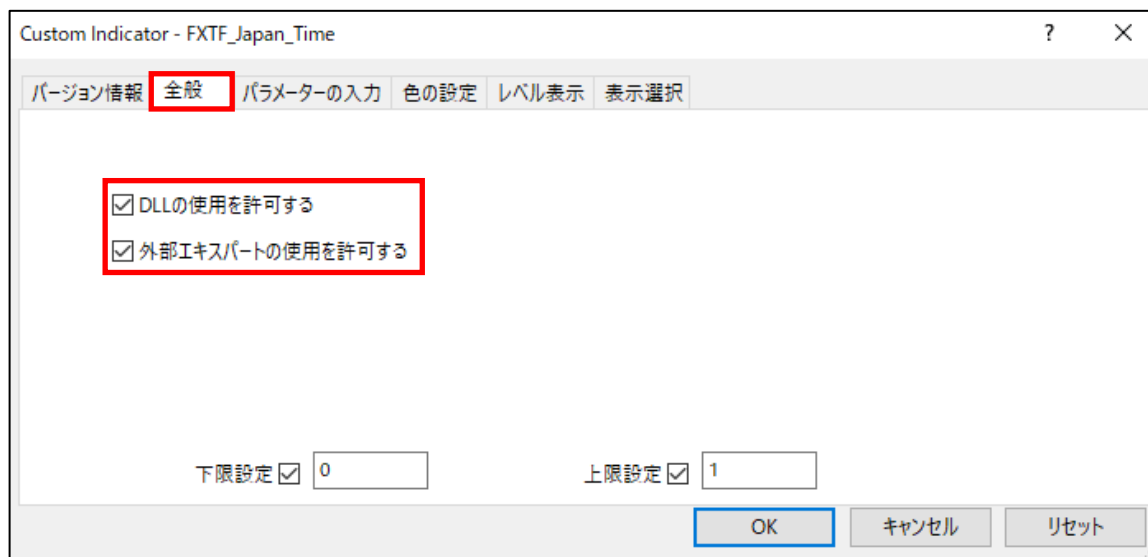 Custom Indicator - FXTF_Japan_Time ? ×
バージョン情報 全般 パラメーターの入力 色の設定 レベル表示 表示選択
DLLの使用を許可する
外部エキスパートの使用を許可する
下限設定 0 上限設定 1
OK キャンセル リセット